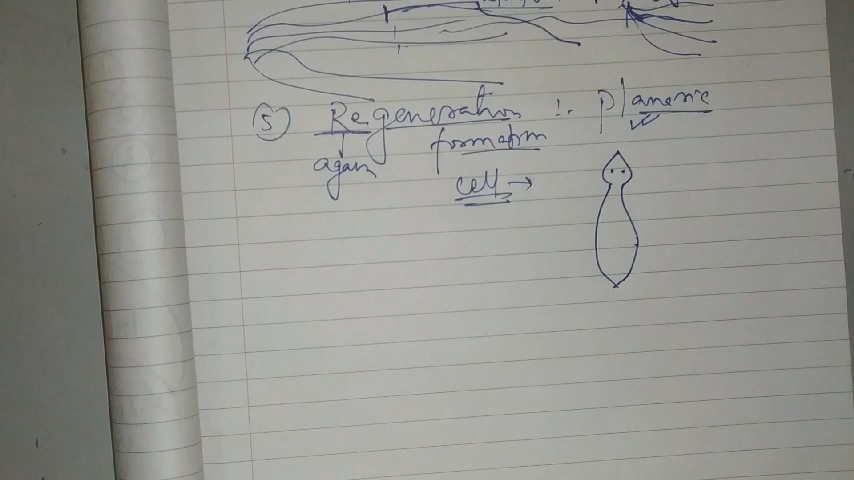 5) Regeneration :- Planaria
again formation
cell →